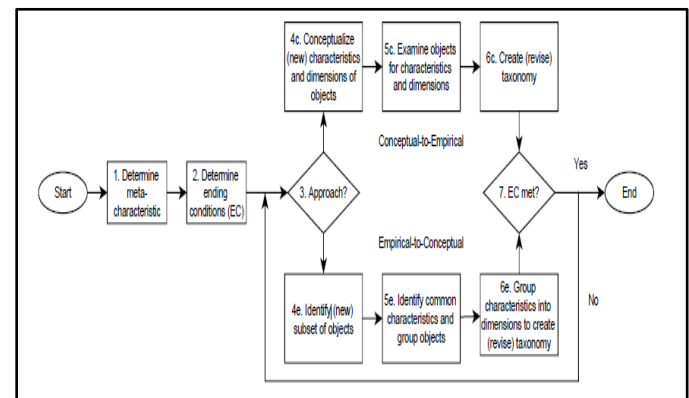 4c. Conceptualize
(new) characteristics
and dimensions of
objects
5c. Examine objects
for characteristics
and dimensions
6c. Create (revise)
taxonomy
Conceptual-to-Empirical
Start
1. Determine
meta-
characteristic
2. Determine
ending
conditions (EC)
3. Approach?
7. EC met?
Yes
End
Empirical-to-Conceptual
4e. Identify (new)
subset of objects
5e. Identify common
characteristics and
group objects
6e. Group
characteristics into
dimensions to create
(revise) taxonomy
No